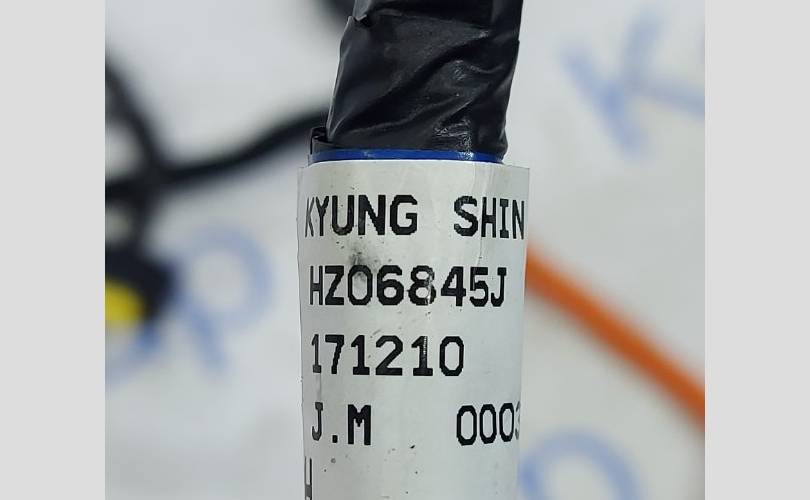 KYUNG SHIN
HZ06845J
171210
J.M 0003
H